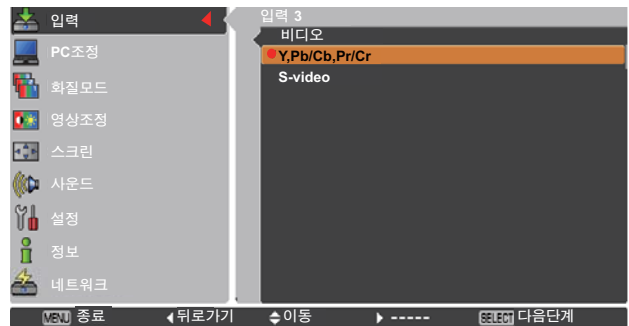 입력
PC조정
화질모드
영상조정
스크린
사운드
설정
정보
네트워크
입력 3
비디오
Y,Pb/Cb,Pr/Cr
S-video
MENU 종료 뒤로가기 이동 ----- SELECT 다음단계